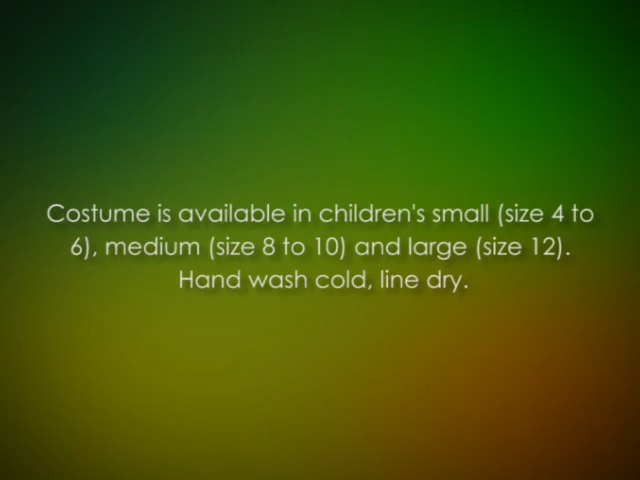 Costume is available in children's small (size 4 to
6), medium (size 8 to 10) and large (size 12).
Hand wash cold, line dry.